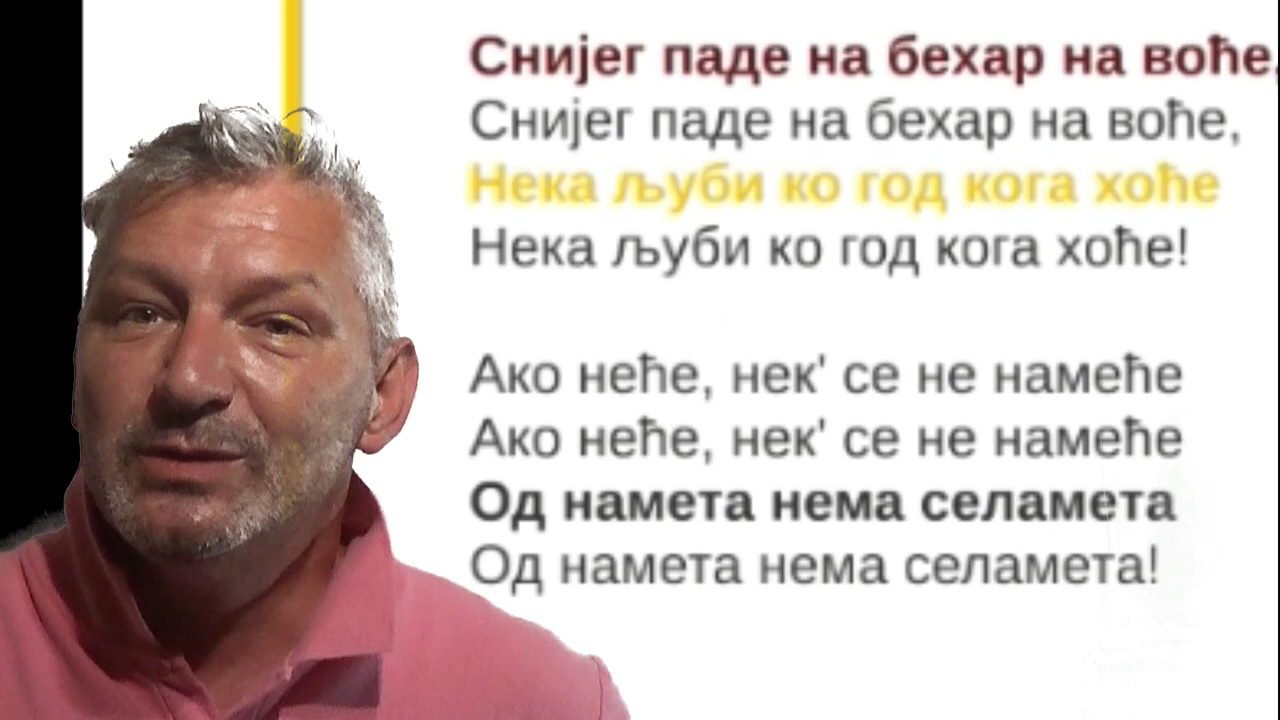 Снијег паде на бехар на воће,
Снијег паде на бехар на воће,
Нека љуби ко год кога хоће
Нека љуби ко год кога хоће!
Ако неће, нек' се не намеће
Ако неће, нек' се не намеће
Од намета нема селамета
Од намета нема селамета!